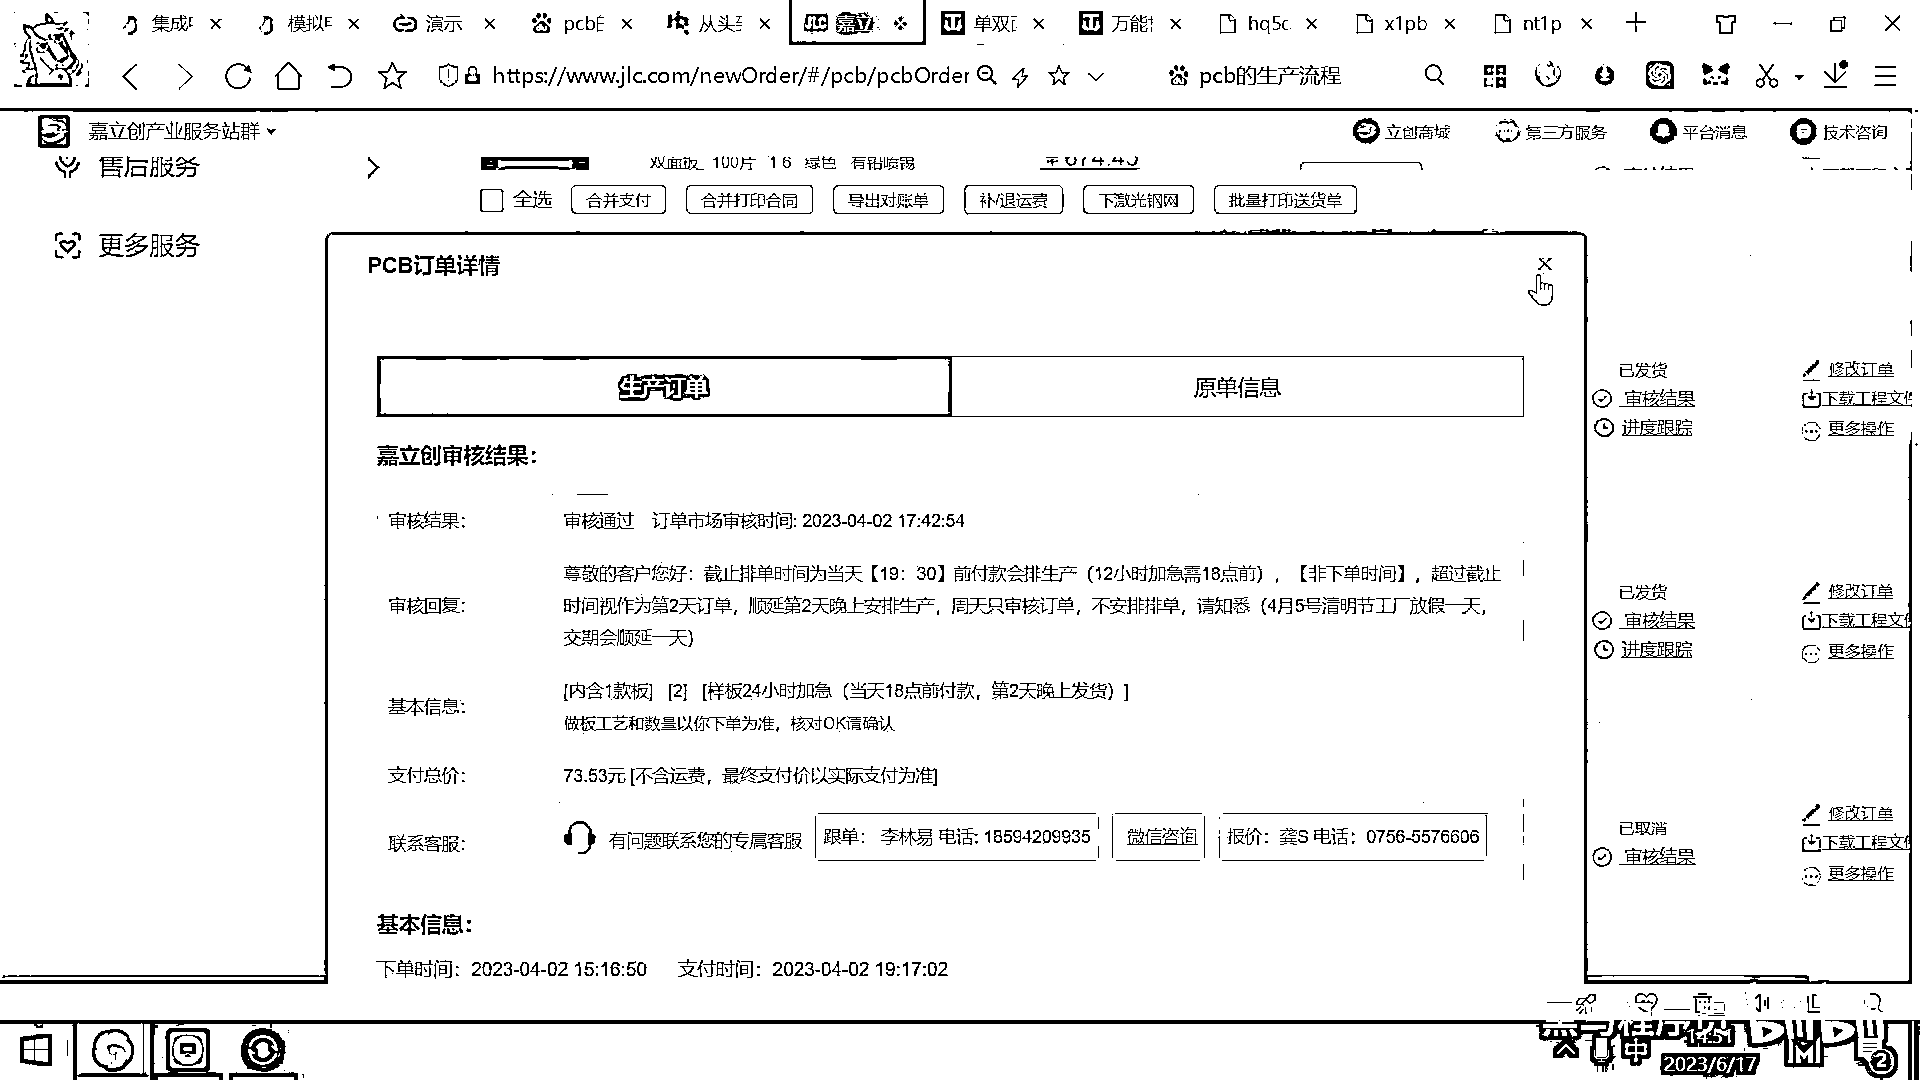 集成
模拟
演示
pcb
嘉立
hq5c
x1pb
nt1p
https://www.jlc.com/newOrder/#/pcb/pcbOrder
pcb的生产流程
嘉立创产业服务站群
立创商城
第三方服务
平台消息
技术咨询
售后服务
双面板 100片 1.6 绿色 有铅喷锡
全选
合并支付
合并打印合同
导出对账单
补/退运费
下激光钢网
批量打印送货单
更多服务
PCB订单详情
生产订单
原单信息
已发货
修改订单
审核结果
下载工程文件
进度跟踪
更多操作
嘉立创审核结果：
审核结果：
审核通过 订单市场审核时间: 2023-04-02 17:42:54
审核回复：
尊敬的客户您好：截止排单时间为当天【19：30】前付款会排生产（12小时加急需18点前），【非下单时间】，超过截止
时间视作为第2天订单，顺延第2天晚上安排生产，周天只审核订单，不安排排单，请知悉（4月5号清明节工厂放假一天，
交期会顺延一天)
已发货
修改订单
审核结果
下载工程文件
进度跟踪
更多操作
基本信息：
[内含1款板] [2] [样板24小时加急（当天18点前付款，第2天晚上发货）]
做板工艺和数量以你下单为准，核对OK请确认
支付总价：
73.53元 [不含运费，最终支付价以实际支付为准]
联系客服：
有问题联系您的专属客服
跟单： 李林易 电话: 18594209935
微信咨询
报价：龚S 电话：0756-5576606
已取消
修改订单
审核结果
下载工程文件
更多操作
基本信息：
下单时间：2023-04-02 15:16:50 支付时间：2023-04-02 19:17:02
中
14:51
2023/6/17
2